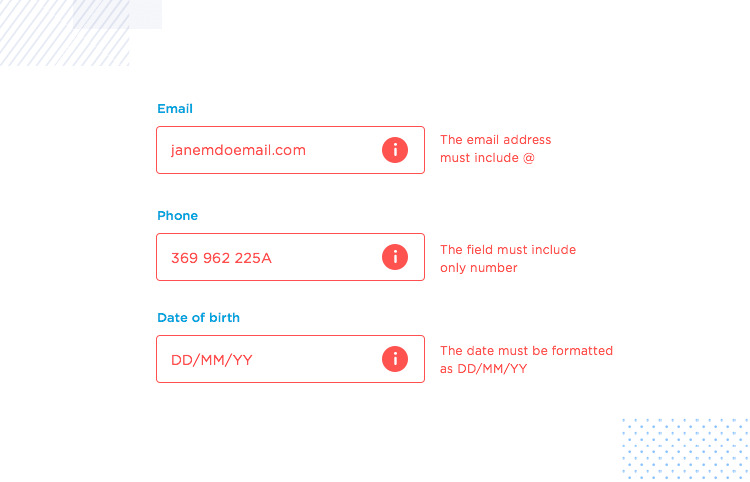 Email
janemdoemail.com
The email address
must include @
Phone
369 962 225A
The field must include
only number
Date of birth
DD/MM/YY
The date must be formatted
as DD/MM/YY